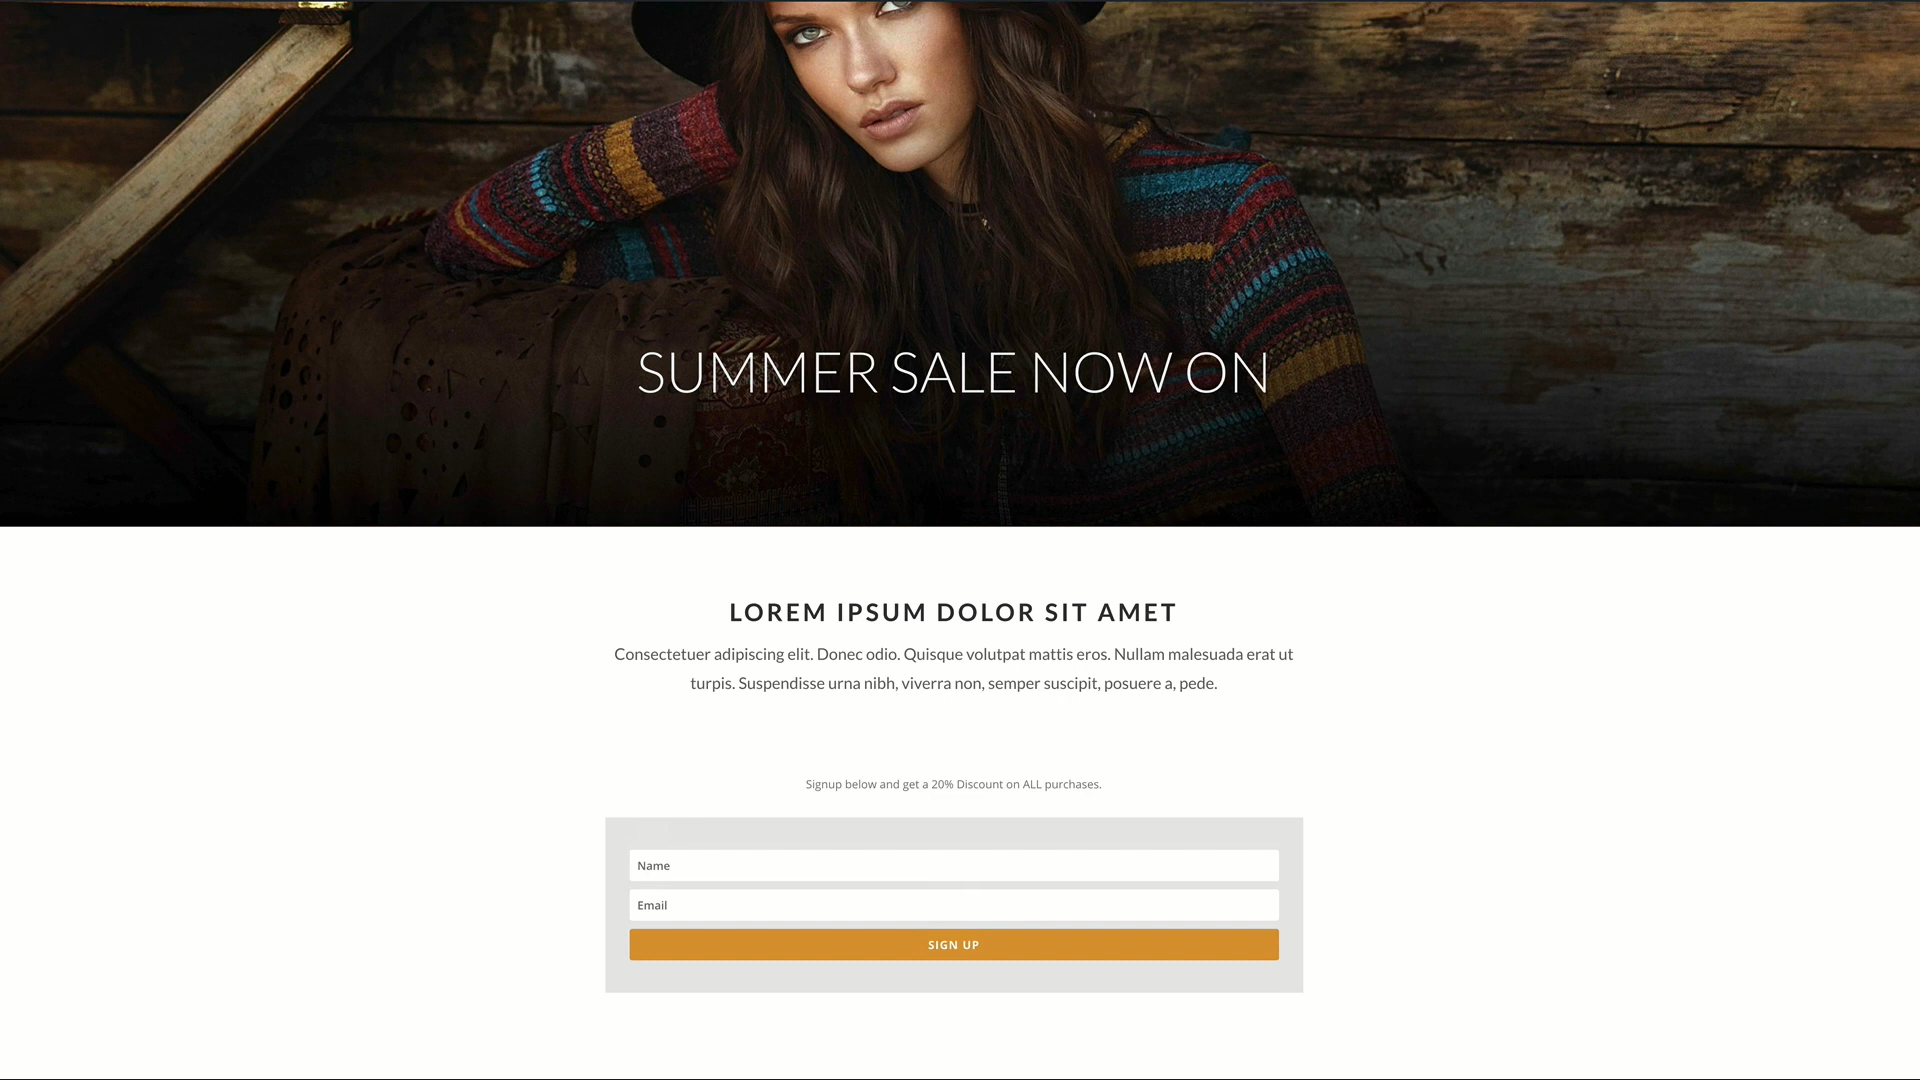 SUMMER SALE NOW ON
LOREM IPSUM DOLOR SIT AMET
Consectetuer adipiscing elit. Donec odio. Quisque volutpat mattis eros. Nullam malesuada erat ut
turpis. Suspendisse urna nibh, viverra non, semper suscipit, posuere a, pede.
Signup below and get a 20% Discount on ALL purchases.
Name
Email
SIGN UP